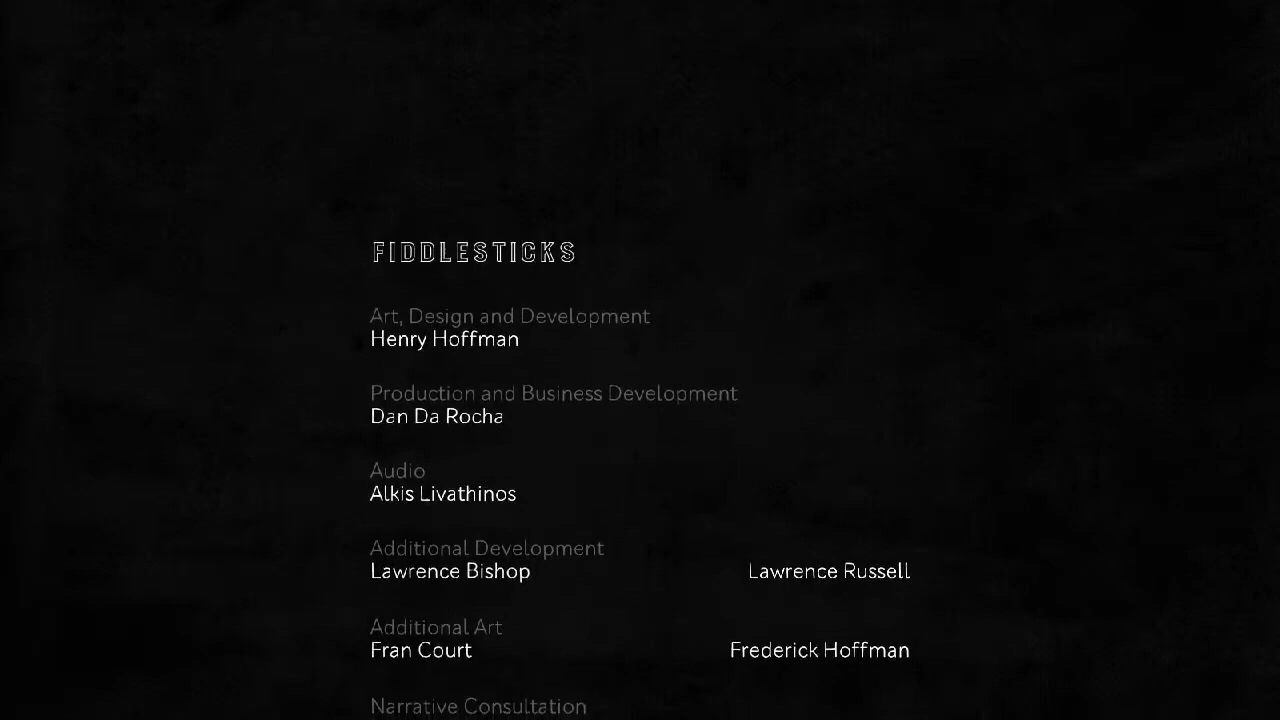 FIDDLESTICKS
Art, Design and Development
Henry Hoffman
Production and Business Development
Dan Da Rocha
Audio
Alkis Livathinos
Additional Development
Lawrence Bishop Lawrence Russell
Additional Art
Fran Court Frederick Hoffman
Narrative Consultation